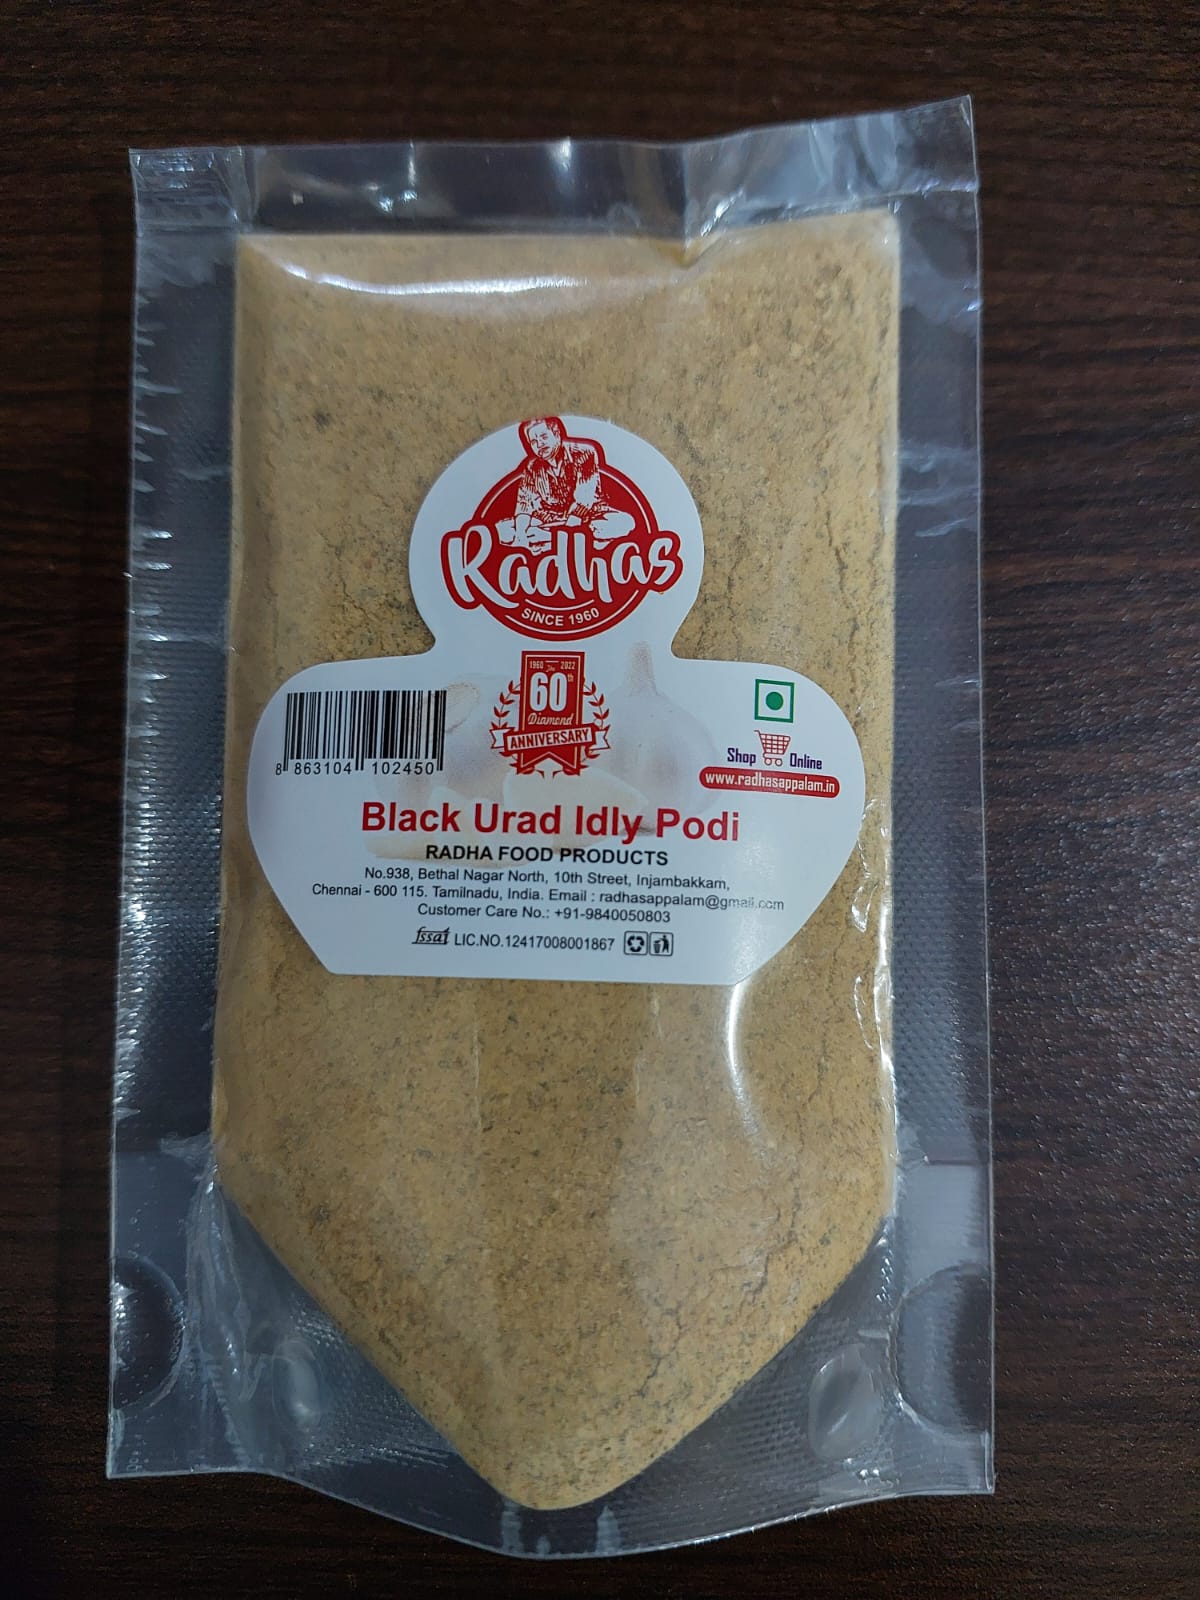 Radhas
SINCE 1960
1960 The 2022
60th
Diamond
ANNIVERSARY
8 863104 102450
Shop Online
www.radhasappalam.in
Black Urad Idly Podi
RADHA FOOD PRODUCTS
No.938, Bethal Nagar North, 10th Street, Injambakkam,
Chennai - 600 115. Tamilnadu, India. Email : radhasappalam@gmail.com
Customer Care No.: +91-9840050803
fssai LIC.NO.12417008001867